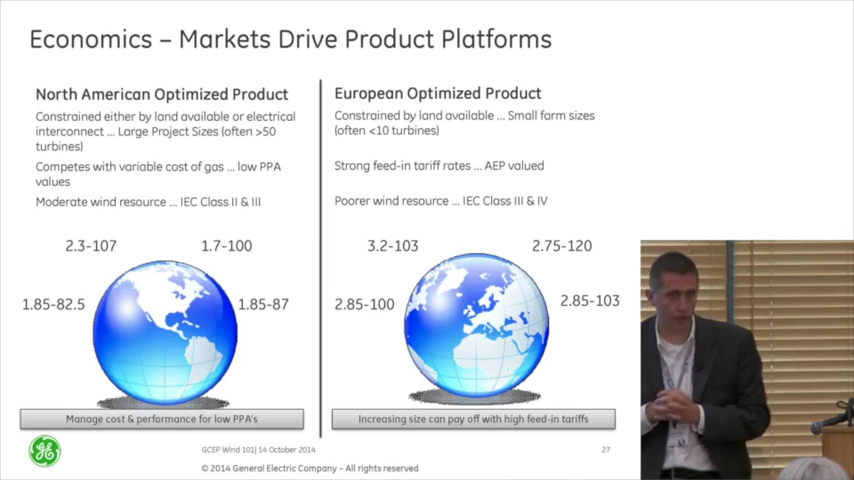 Economics – Markets Drive Product Platforms
North American Optimized Product
Constrained either by land available or electrical
interconnect ... Large Project Sizes (often >50
turbines)
Competes with variable cost of gas ... low PPA
values
Moderate wind resource ... IEC Class II & III
2.3-107
1.7-100
1.85-82.5
1.85-87
Manage cost & performance for low PPA's
European Optimized Product
Constrained by land available ... Small farm sizes
(often <10 turbines)
Strong feed-in tariff rates ... AEP valued
Poorer wind resource ... IEC Class III & IV
3.2-103
2.75-120
2.85-100
2.85-103
Increasing size can pay off with high feed-in tariffs
GE
GCEP Wind 101| 14 October 2014
27
© 2014 General Electric Company – All rights reserved